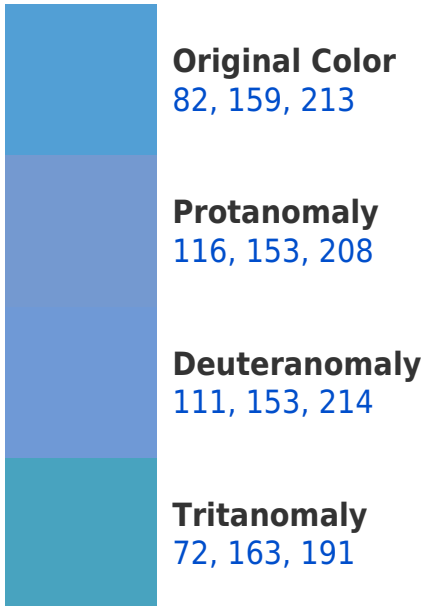 Original Color
82, 159, 213
Protanomaly
116, 153, 208
Deuteranomaly
111, 153, 214
Tritanomaly
72, 163, 191